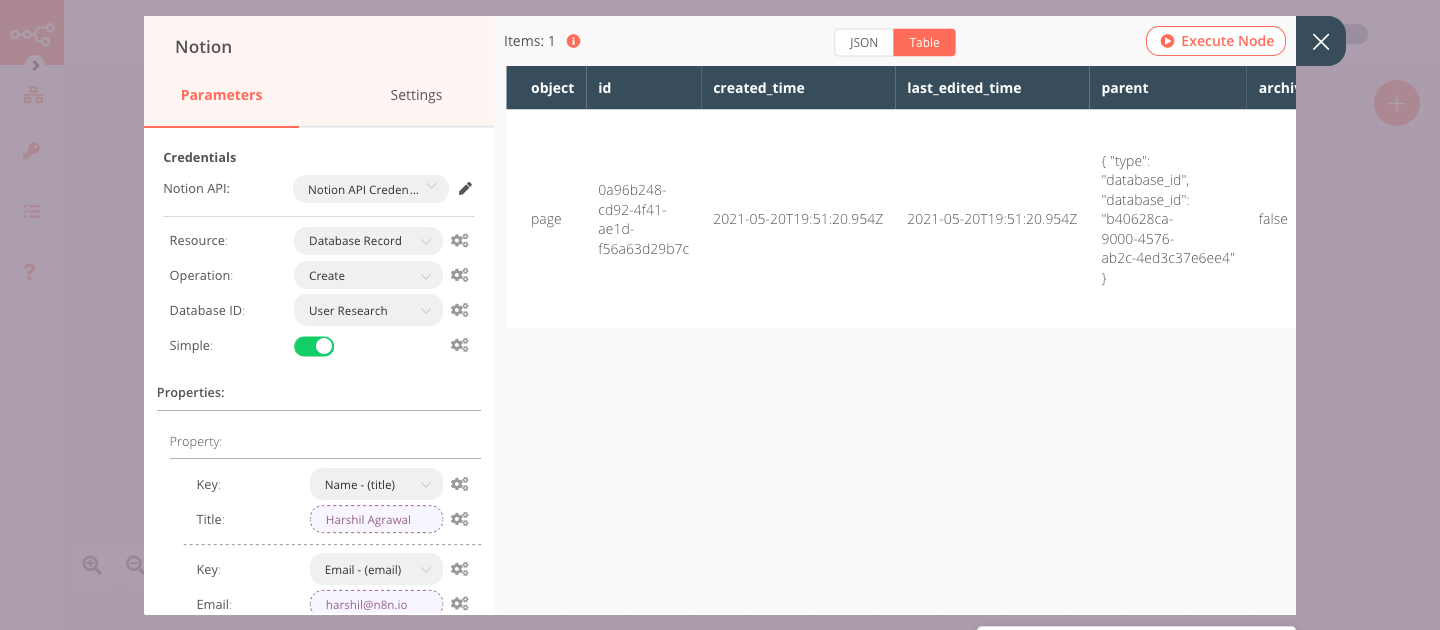 Notion
Parameters
Settings
Credentials
Notion API:
Notion API Creden...
Resource:
Database Record
Operation:
Create
Database ID:
User Research
Simple:
Properties:
Property:
Key:
Name - (title)
Title:
Harshil Agrawal
Key:
Email - (email)
Email:
harshil@n8n.io
Items: 1
JSON
Table
Execute Node
object
id
created_time
last_edited_time
parent
archiv
page
0a96b248-
cd92-4f41-
ae1d-
f56a63d29b7c
2021-05-20T19:51:20.954Z
2021-05-20T19:51:20.954Z
{ "type":
"database_id",
"database_id":
"b40628ca-
9000-4576-
ab2c-4ed3c37e6ee4"
}
false